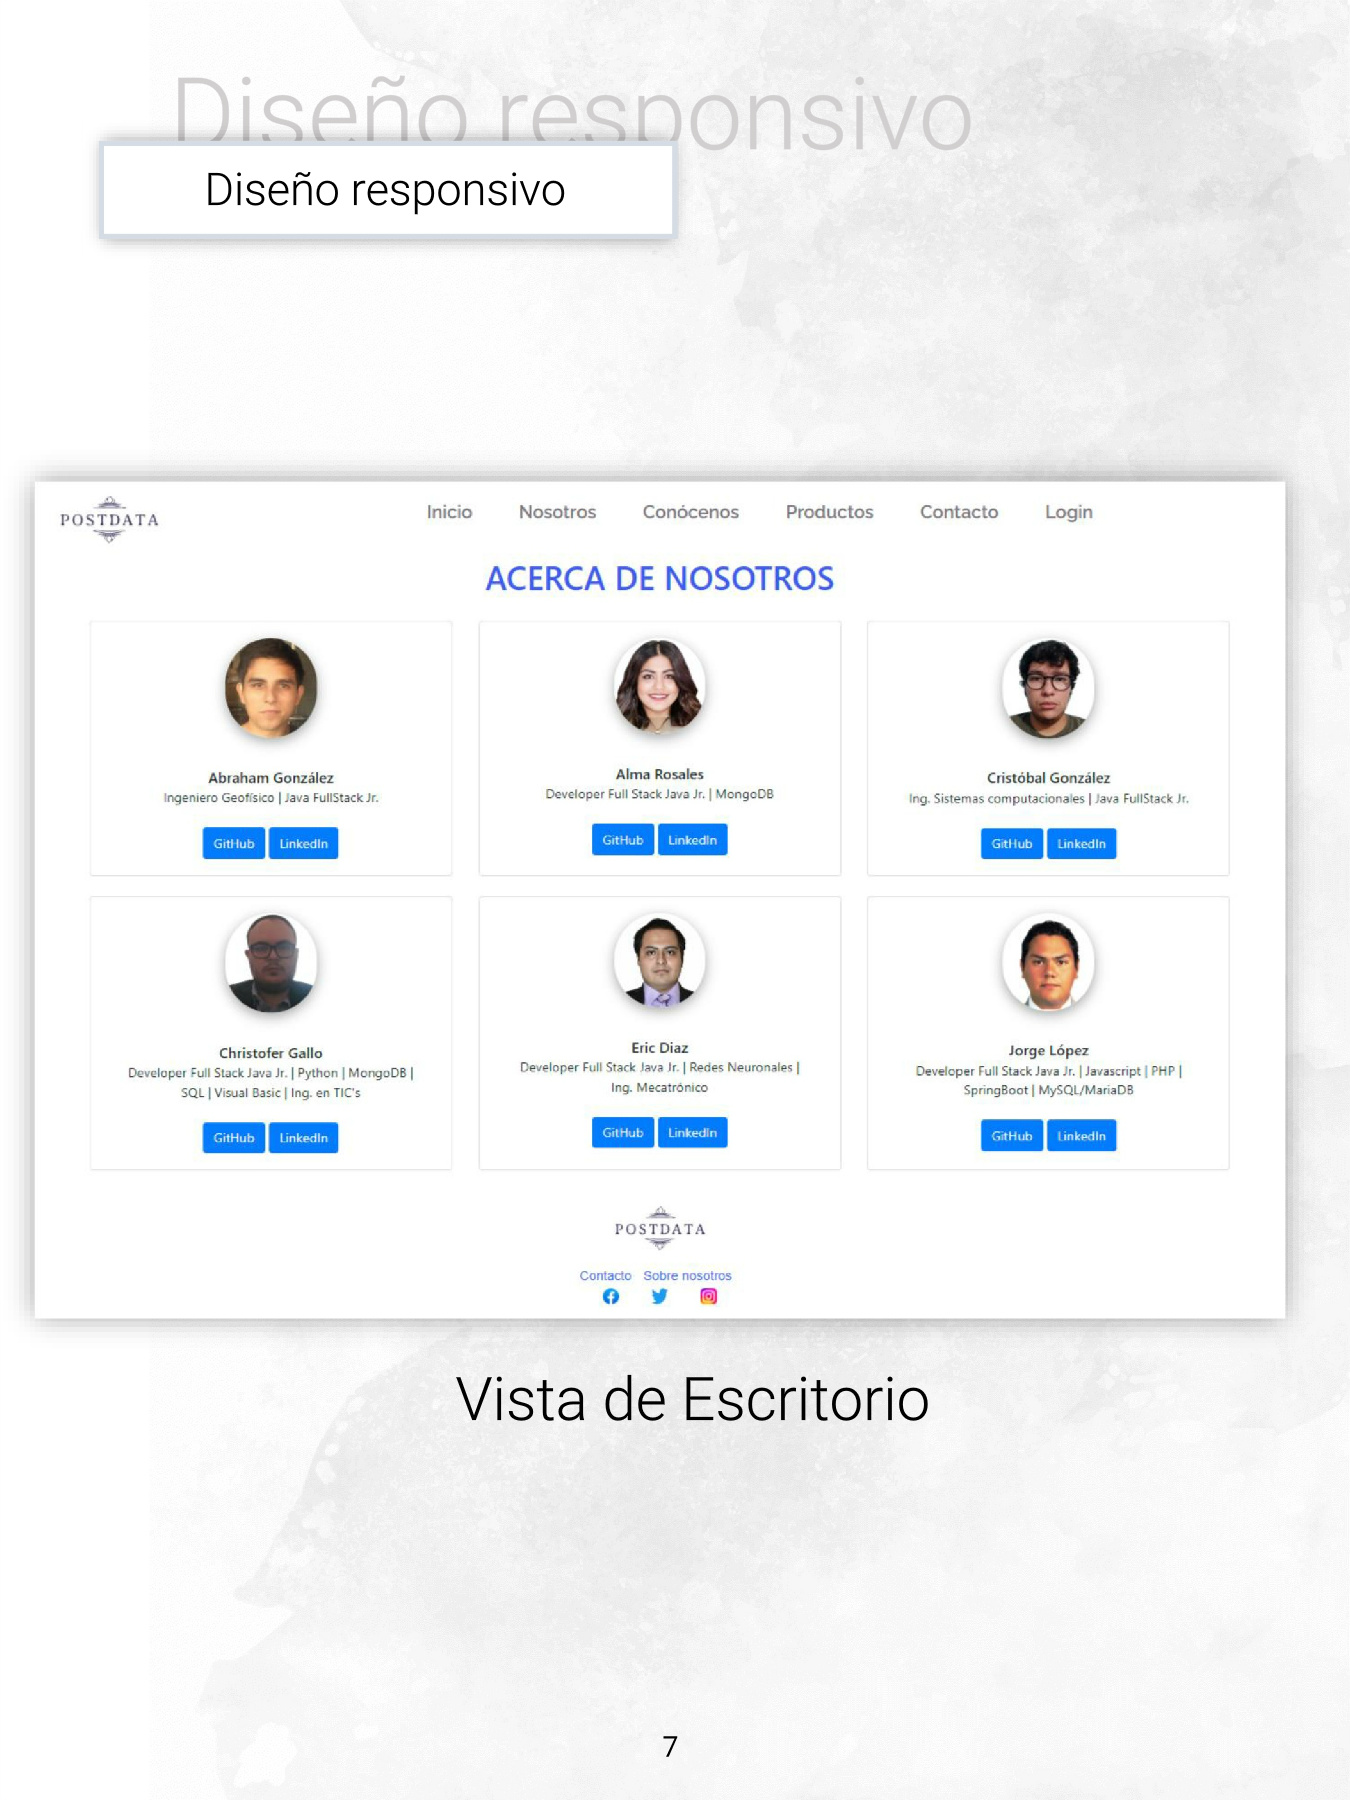 Diseño responsivo
Diseño responsivo
POSTDATA
Inicio Nosotros Conócenos Productos Contacto Login
ACERCA DE NOSOTROS
Abraham González
Ingeniero Geofísico | Java FullStack Jr.
GitHub LinkedIn
Alma Rosales
Developer Full Stack Java Jr. | MongoDB
GitHub LinkedIn
Cristóbal González
Ing. Sistemas computacionales | Java FullStack Jr.
GitHub LinkedIn
Christofer Gallo
Developer Full Stack Java Jr. | Python | MongoDB |
SQL | Visual Basic | Ing. en TIC's
GitHub LinkedIn
Eric Diaz
Developer Full Stack Java Jr. | Redes Neuronales |
Ing. Mecatrónico
GitHub LinkedIn
Jorge López
Developer Full Stack Java Jr. | Javascript | PHP |
SpringBoot | MySQL/MariaDB
GitHub LinkedIn
POSTDATA
Contacto Sobre nosotros
Vista de Escritorio
7